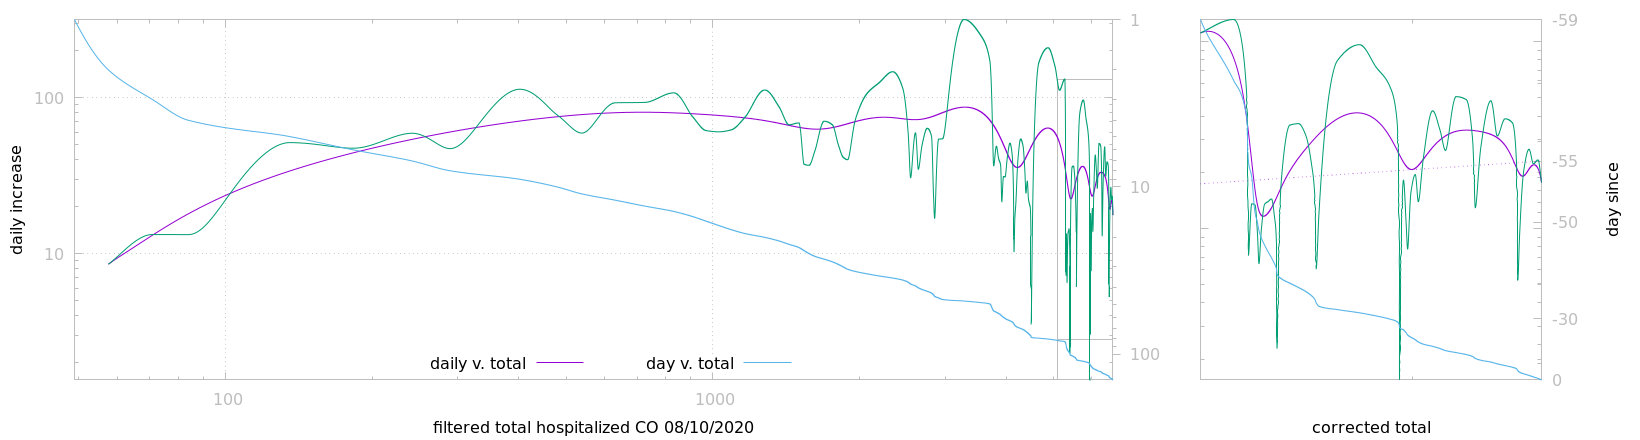 daily increase
100
10
daily v. total
day v. total
100
1000
filtered total hospitalized CO 08/10/2020
1
10
100
-59
-55
-50
-30
0
day since
corrected total